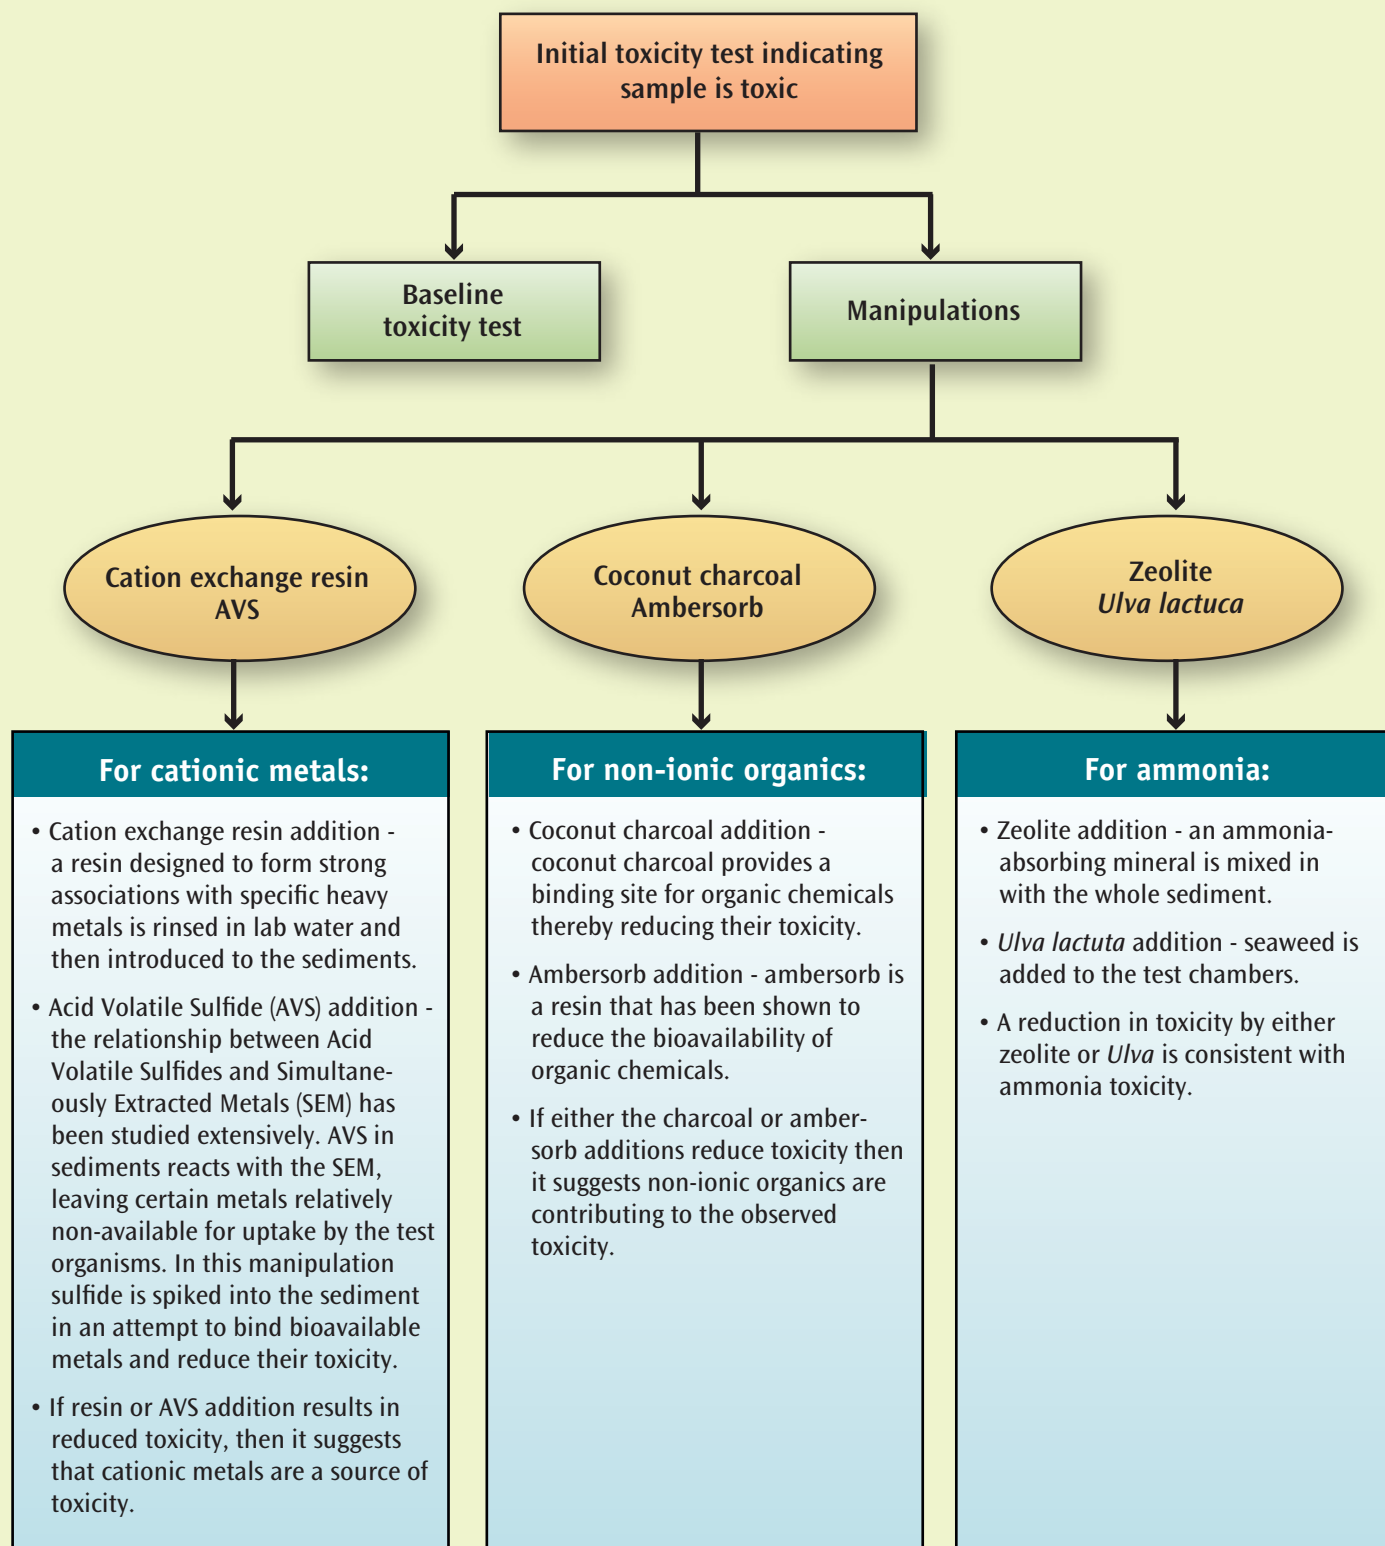 Initial toxicity test indicating
sample is toxic
Baseline
toxicity test
Manipulations
Cation exchange resin
AVS
Coconut charcoal
Ambersorb
Zeolite
Ulva lactuca
For cationic metals:
• Cation exchange resin addition -
a resin designed to form strong
associations with specific heavy
metals is rinsed in lab water and
then introduced to the sediments.
• Acid Volatile Sulfide (AVS) addition -
the relationship between Acid
Volatile Sulfides and Simultane-
ously Extracted Metals (SEM) has
been studied extensively. AVS in
sediments reacts with the SEM,
leaving certain metals relatively
non-available for uptake by the test
organisms. In this manipulation
sulfide is spiked into the sediment
in an attempt to bind bioavailable
metals and reduce their toxicity.
• If resin or AVS addition results in
reduced toxicity, then it suggests
that cationic metals are a source of
toxicity.
For non-ionic organics:
• Coconut charcoal addition -
coconut charcoal provides a
binding site for organic chemicals
thereby reducing their toxicity.
• Ambersorb addition - ambersorb is
a resin that has been shown to
reduce the bioavailability of
organic chemicals.
• If either the charcoal or amber-
sorb additions reduce toxicity then
it suggests non-ionic organics are
contributing to the observed
toxicity.
For ammonia:
• Zeolite addition - an ammonia-
absorbing mineral is mixed in
with the whole sediment.
• Ulva lactuta addition - seaweed is
added to the test chambers.
• A reduction in toxicity by either
zeolite or Ulva is consistent with
ammonia toxicity.